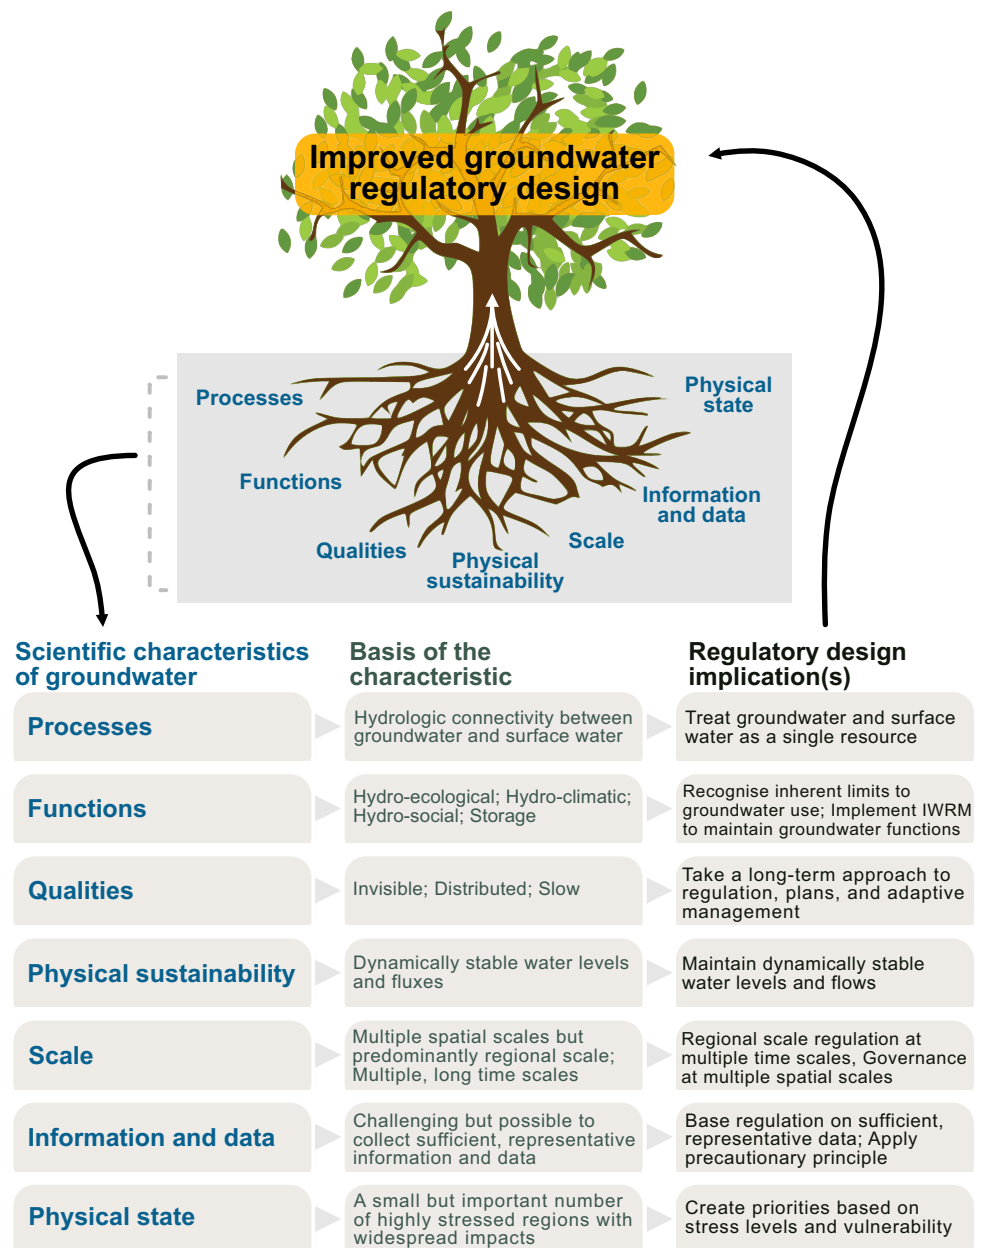 Improved groundwater
regulatory design
Processes
Physical
state
Functions
Information
and data
Qualities
Scale
Physical
sustainability
Scientific characteristics
of groundwater
Basis of the
characteristic
Regulatory design
implication(s)
Processes
Hydrologic connectivity between
groundwater and surface water
Treat groundwater and surface
water as a single resource
Functions
Hydro-ecological; Hydro-climatic;
Hydro-social; Storage
Recognise inherent limits to
groundwater use; Implement IWRM
to maintain groundwater functions
Qualities
Invisible; Distributed; Slow
Take a long-term approach to
regulation, plans, and adaptive
management
Physical sustainability
Dynamically stable water levels
and fluxes
Maintain dynamically stable
water levels and flows
Scale
Multiple spatial scales but
predominantly regional scale;
Multiple, long time scales
Regional scale regulation at
multiple time scales, Governance
at multiple spatial scales
Information and data
Challenging but possible to
collect sufficient, representative
information and data
Base regulation on sufficient,
representative data; Apply
precautionary principle
Physical state
A small but important number
of highly stressed regions with
widespread impacts
Create priorities based on
stress levels and vulnerability